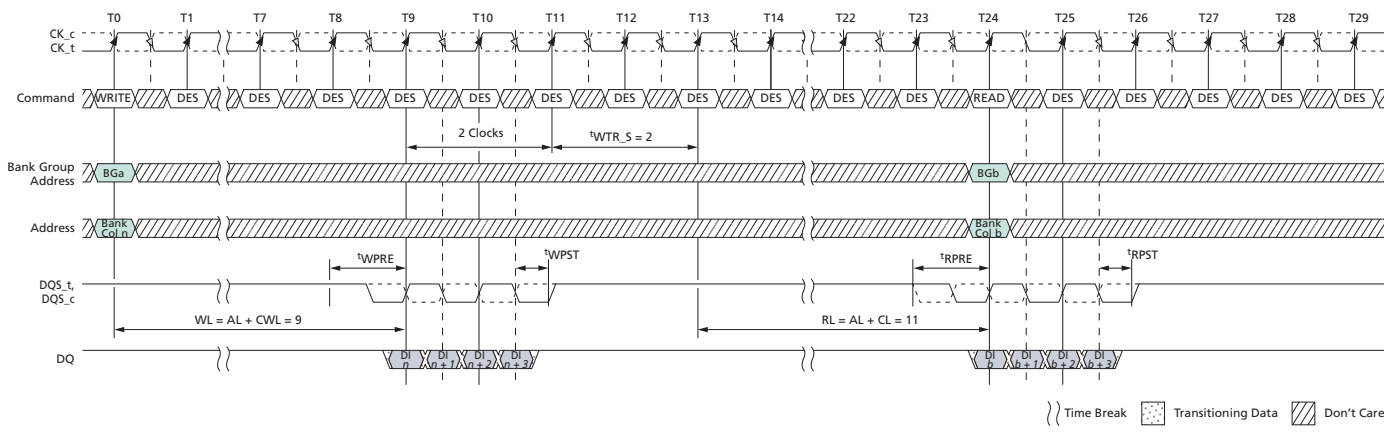 T0 T1 T7 T8 T9 T10 T11 T12 T13 T14 T22 T23 T24 T25 T26 T27 T28 T29
CK_c
CK_t
Command WRITE DES DES DES DES DES DES DES DES DES DES DES READ DES DES DES DES DES
2 Clocks tWTR_S = 2
Bank Group
Address BGa BGb
Address Bank
Col n Bank
Col b
tWPRE tWPST tRPRE tRPST
DQS_t,
DQS_c
WL = AL + CWL = 9 RL = AL + CL = 11
DQ DI
n DI
n + 1 DI
n + 2 DI
n + 3 DI
b DI
b + 1 DI
b + 2 DI
b + 3
Time Break Transitioning Data Don't Care